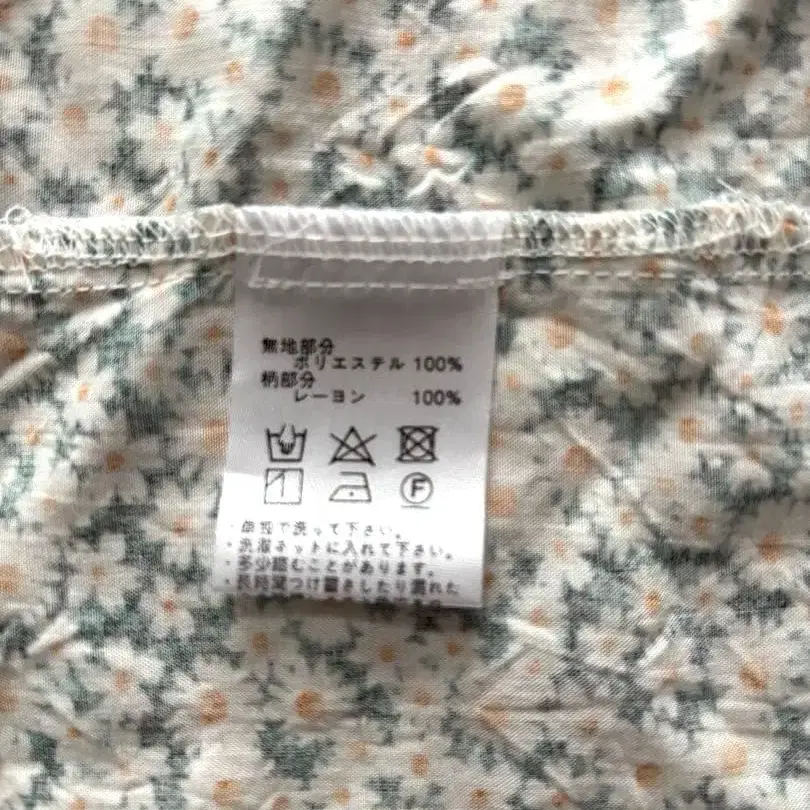 無地部分
ポリエステル 100%
柄部分
レーヨン 100%
F
・単独で洗って下さい。
・洗濯ネットに入れて下さい。
・多少縮むことがあります。
・長時間つけ置きしたり濡れた